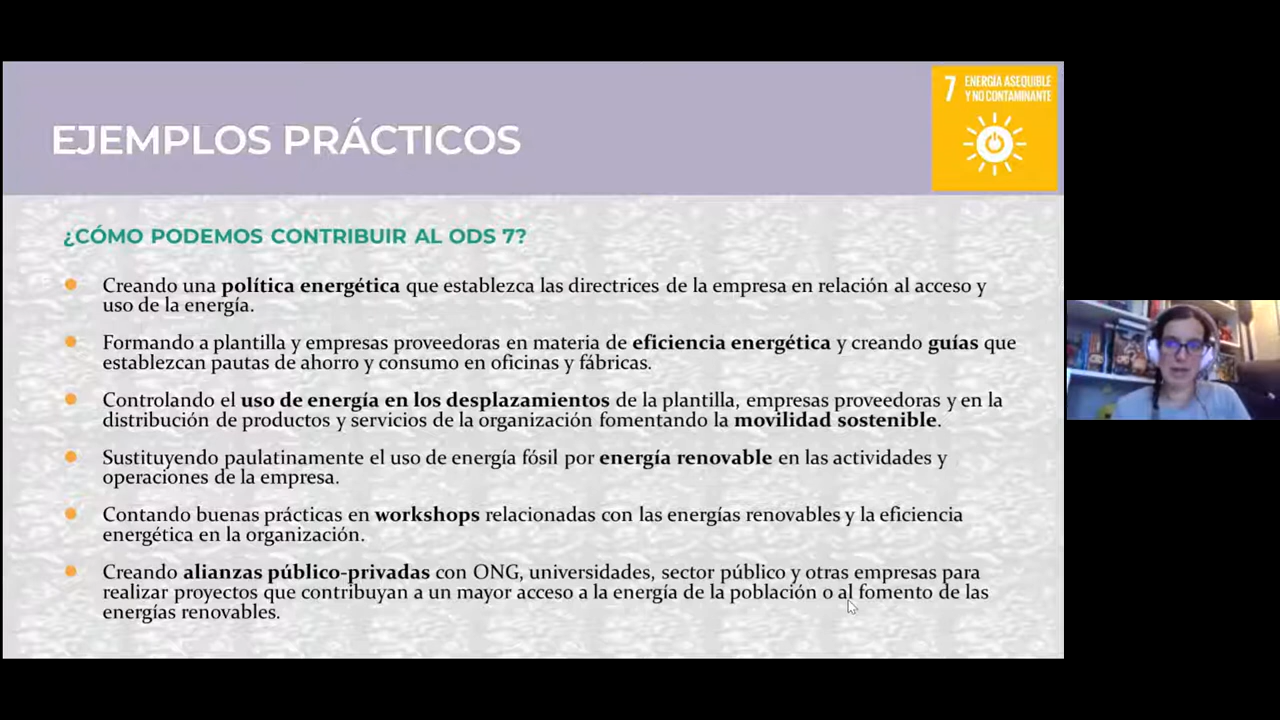 7 ENERGÍA ASEQUIBLE
Y NO CONTAMINANTE
EJEMPLOS PRÁCTICOS
¿CÓMO PODEMOS CONTRIBUIR AL ODS 7?
Creando una política energética que establezca las directrices de la empresa en relación al acceso y
uso de la energía.
Formando a plantilla y empresas proveedoras en materia de eficiencia energética y creando guías que
establezcan pautas de ahorro y consumo en oficinas y fábricas.
Controlando el uso de energía en los desplazamientos de la plantilla, empresas proveedoras y en la
distribución de productos y servicios de la organización fomentando la movilidad sostenible.
Sustituyendo paulatinamente el uso de energía fósil por energía renovable en las actividades y
operaciones de la empresa.
Contando buenas prácticas en workshops relacionadas con las energías renovables y la eficiencia
energética en la organización.
Creando alianzas público-privadas con ONG, universidades, sector público y otras empresas para
realizar proyectos que contribuyan a un mayor acceso a la energía de la población o al fomento de las
energías renovables.